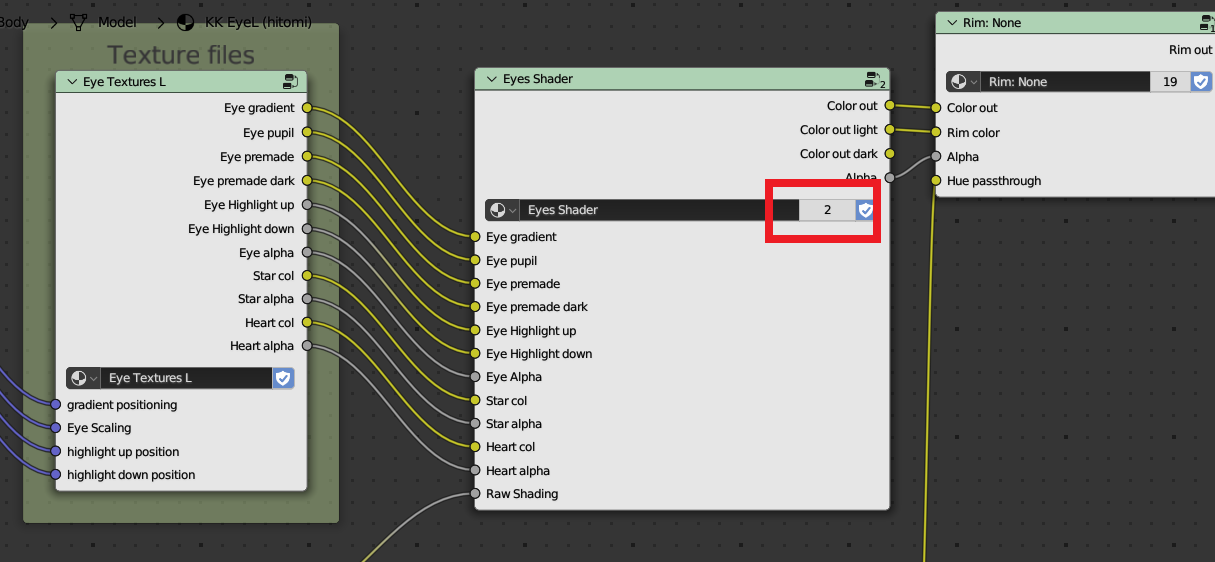 Body > Model > KK EyeL (hitomi)
Texture files
Eye Textures L
Eye gradient
Eye pupil
Eye premade
Eye premade dark
Eye Highlight up
Eye Highlight down
Eye alpha
Star col
Star alpha
Heart col
Heart alpha
Eye Textures L
gradient positioning
Eye Scaling
highlight up position
highlight down position
Eyes Shader
2
Color out
Color out light
Color out dark
Alpha
Eyes Shader 2
Eye gradient
Eye pupil
Eye premade
Eye premade dark
Eye Highlight up
Eye Highlight down
Eye Alpha
Star col
Star alpha
Heart col
Heart alpha
Raw Shading
Rim: None
Rim out
Rim: None 19
Color out
Rim color
Alpha
Hue passthrough